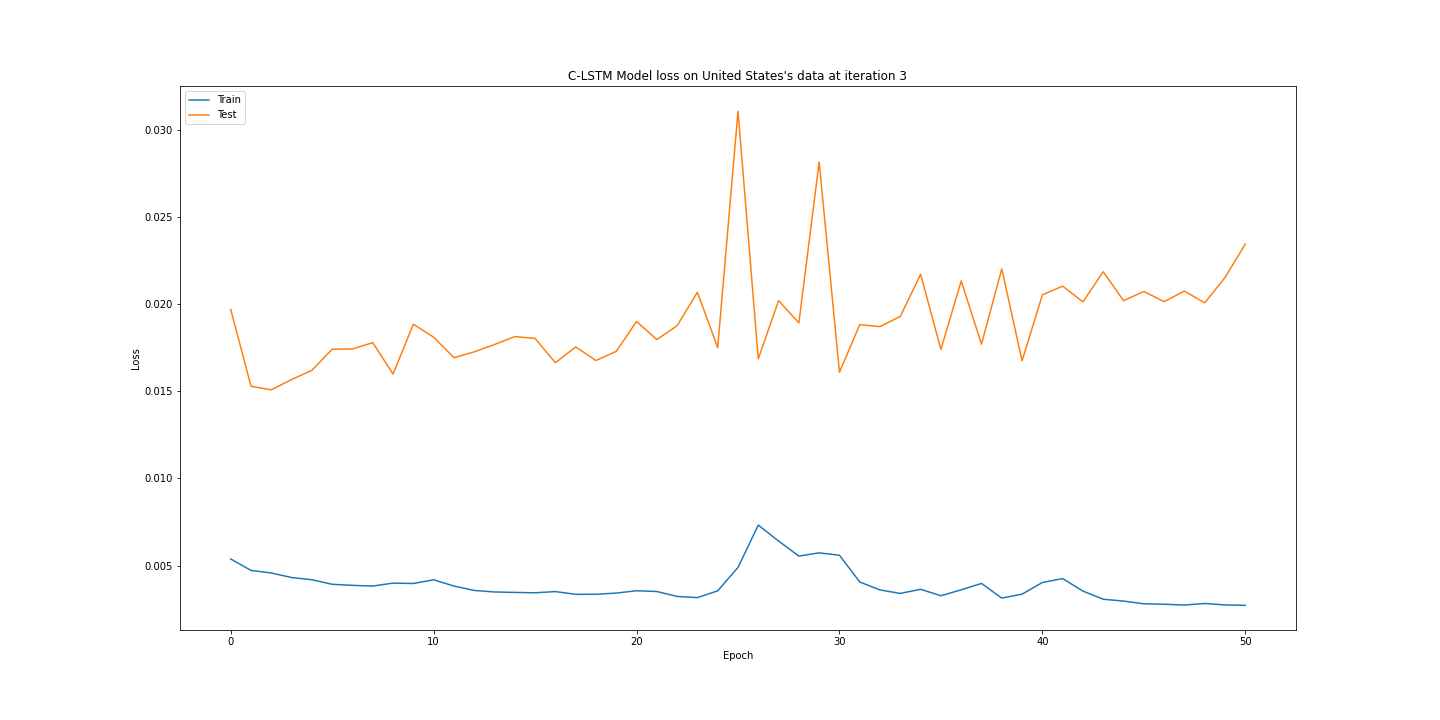 C-LSTM Model loss on United States's data at iteration 3
Train
Test
0.030
0.025
0.020
0.015
0.010
0.005
Loss
0 10 20 30 40 50
Epoch